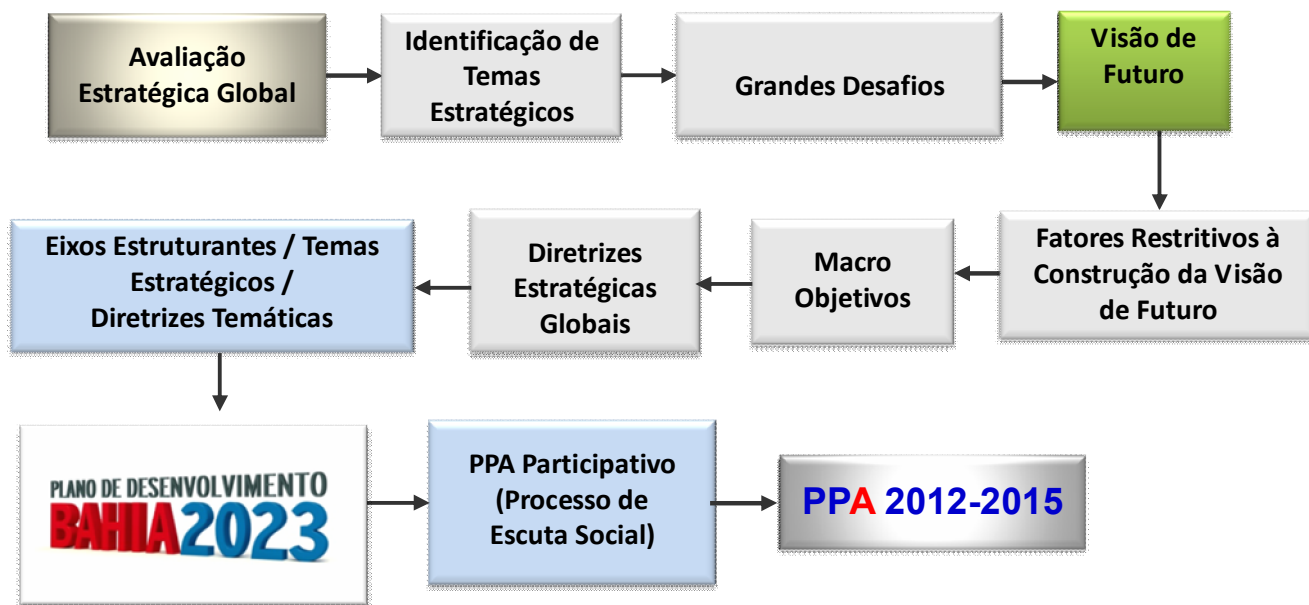 Avaliação
Estratégica Global
Identificação de
Temas
Estratégicos
Grandes Desafios
Visão de
Futuro
Eixos Estruturantes / Temas
Estratégicos /
Diretrizes Temáticas
Diretrizes
Estratégicas
Globais
Macro
Objetivos
Fatores Restritivos à
Construção da Visão
de Futuro
PLANO DE DESENVOLVIMENTO
BAHIA2023
PPA Participativo
(Processo de
Escuta Social)
PPA 2012-2015